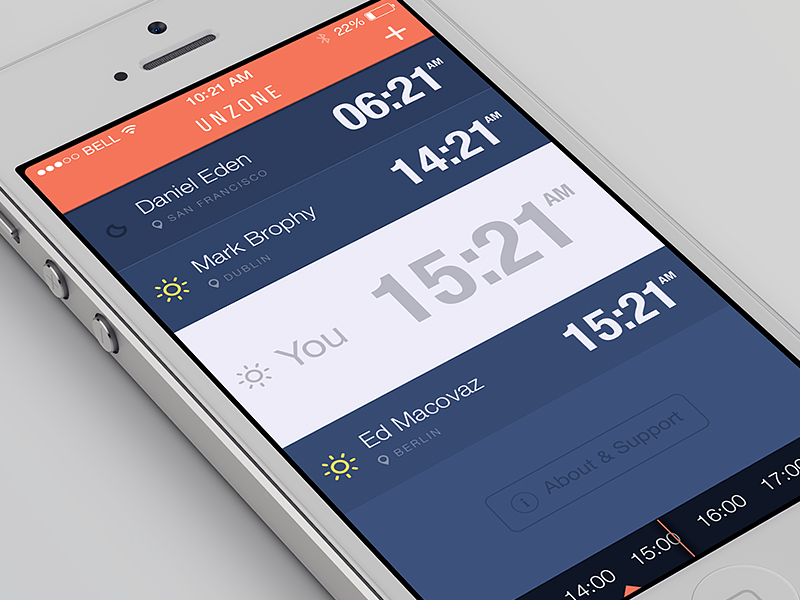 BELL 10:21 AM 22%
UNZONE +
Daniel Eden 06:21 AM
SAN FRANCISCO
Mark Brophy 14:21 AM
DUBLIN
You 15:21 AM
Ed Macovaz 15:21 AM
BERLIN
i About & Support
14:00 15:00 16:00 17:00